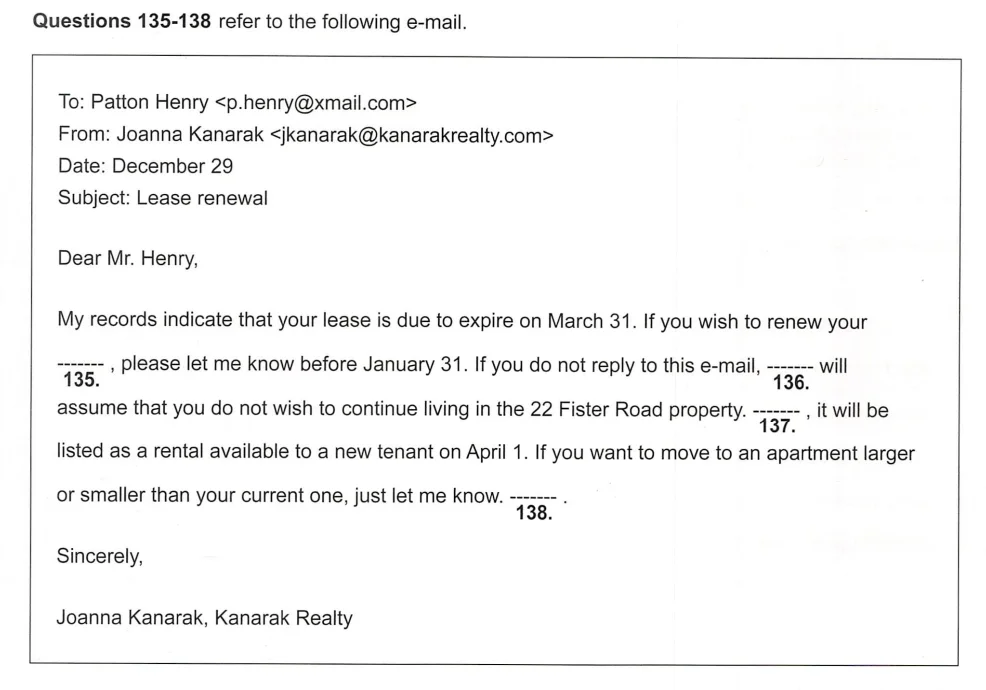 Questions 135-138 refer to the following e-mail.
To: Patton Henry <p.henry@xmail.com>
From: Joanna Kanarak <jkanarak@kanarakrealty.com>
Date: December 29
Subject: Lease renewal
Dear Mr. Henry,
My records indicate that your lease is due to expire on March 31. If you wish to renew your
------- , please let me know before January 31. If you do not reply to this e-mail, ------- will
135. 136.
assume that you do not wish to continue living in the 22 Fister Road property. ------- , it will be
137.
listed as a rental available to a new tenant on April 1. If you want to move to an apartment larger
or smaller than your current one, just let me know. ------- .
138.
Sincerely,
Joanna Kanarak, Kanarak Realty